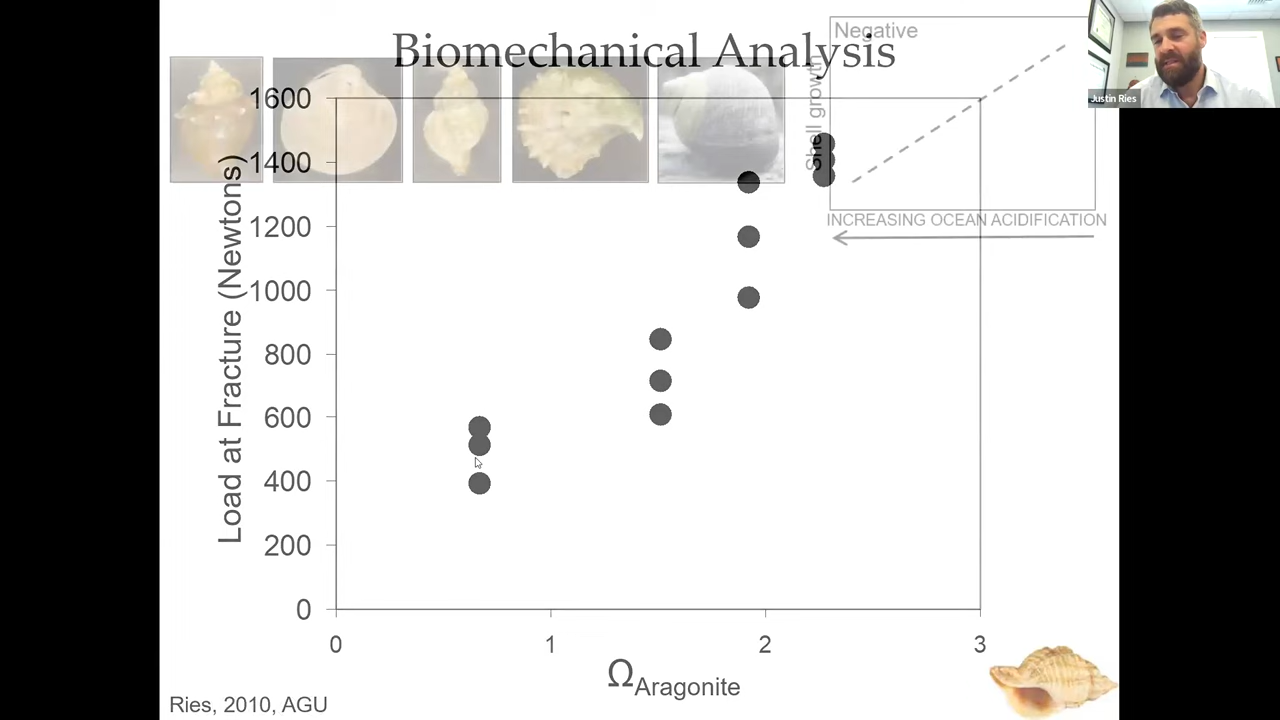 Biomechanical Analysis
Negative
Shell growth
INCREASING OCEAN ACIDIFICATION
Justin Ries
Load at Fracture (Newtons)
1600
1400
1200
1000
800
600
400
200
0
0 1 2 3
Ω Aragonite
Ries, 2010, AGU